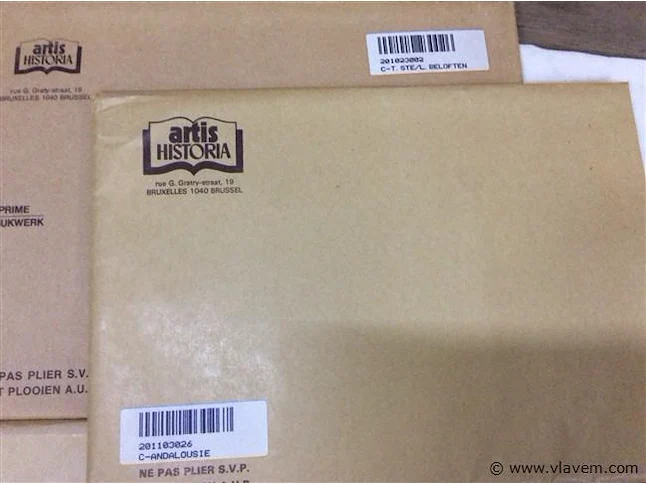 artis
HISTORIA
rue G. Gratry-straat, 19
BRUXELLES 1040 BRUSSEL
201023002
C-T. STE/L. BELOFTEN
PRIME
UKWERK
PAS PLIER S.V.
T PLOOIEN A.U.
artis
HISTORIA
rue G. Gratry-straat, 19
BRUXELLES 1040 BRUSSEL
201103026
C-ANDALOUSIE
NE PAS PLIER S.V.P.
© www.vlavem.com